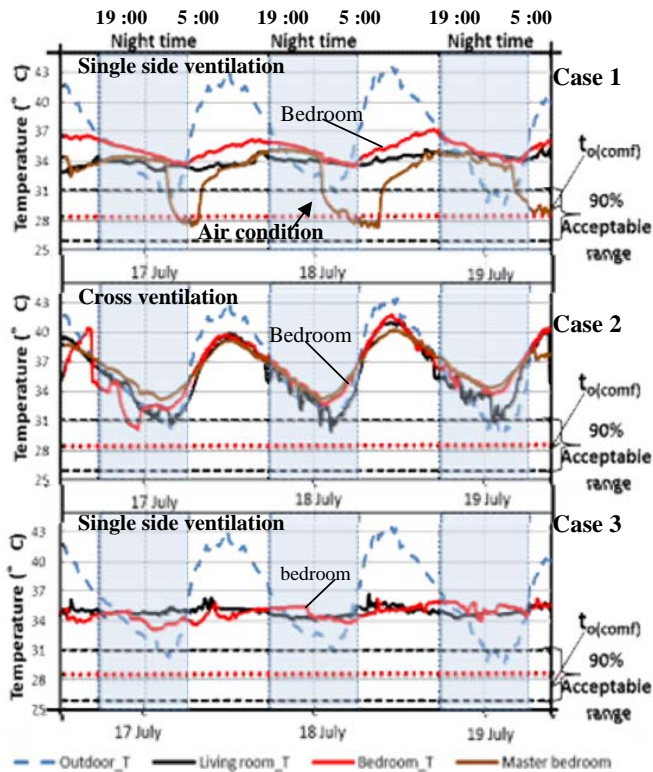 19 :00 5 :00 19 :00 5 :00 19 :00 5 :00
Night time Night time Night time
Single side ventilation
Case 1
Temperature (° C)
43
40
37
34
31
28
25
Bedroom
Air condition
to(comf)
90%
Acceptable
range
17 July 18 July 19 July
Cross ventilation
Case 2
Temperature (° C)
43
40
37
34
31
28
25
Bedroom
to(comf)
90%
Acceptable
range
17 July 18 July 19 July
Single side ventilation
Case 3
Temperature (° C)
43
40
37
34
31
28
25
bedroom
to(comf)
90%
Acceptable
range
17 July 18 July 19 July
Outdoor_T Living room_T Bedroom_T Master bedroom